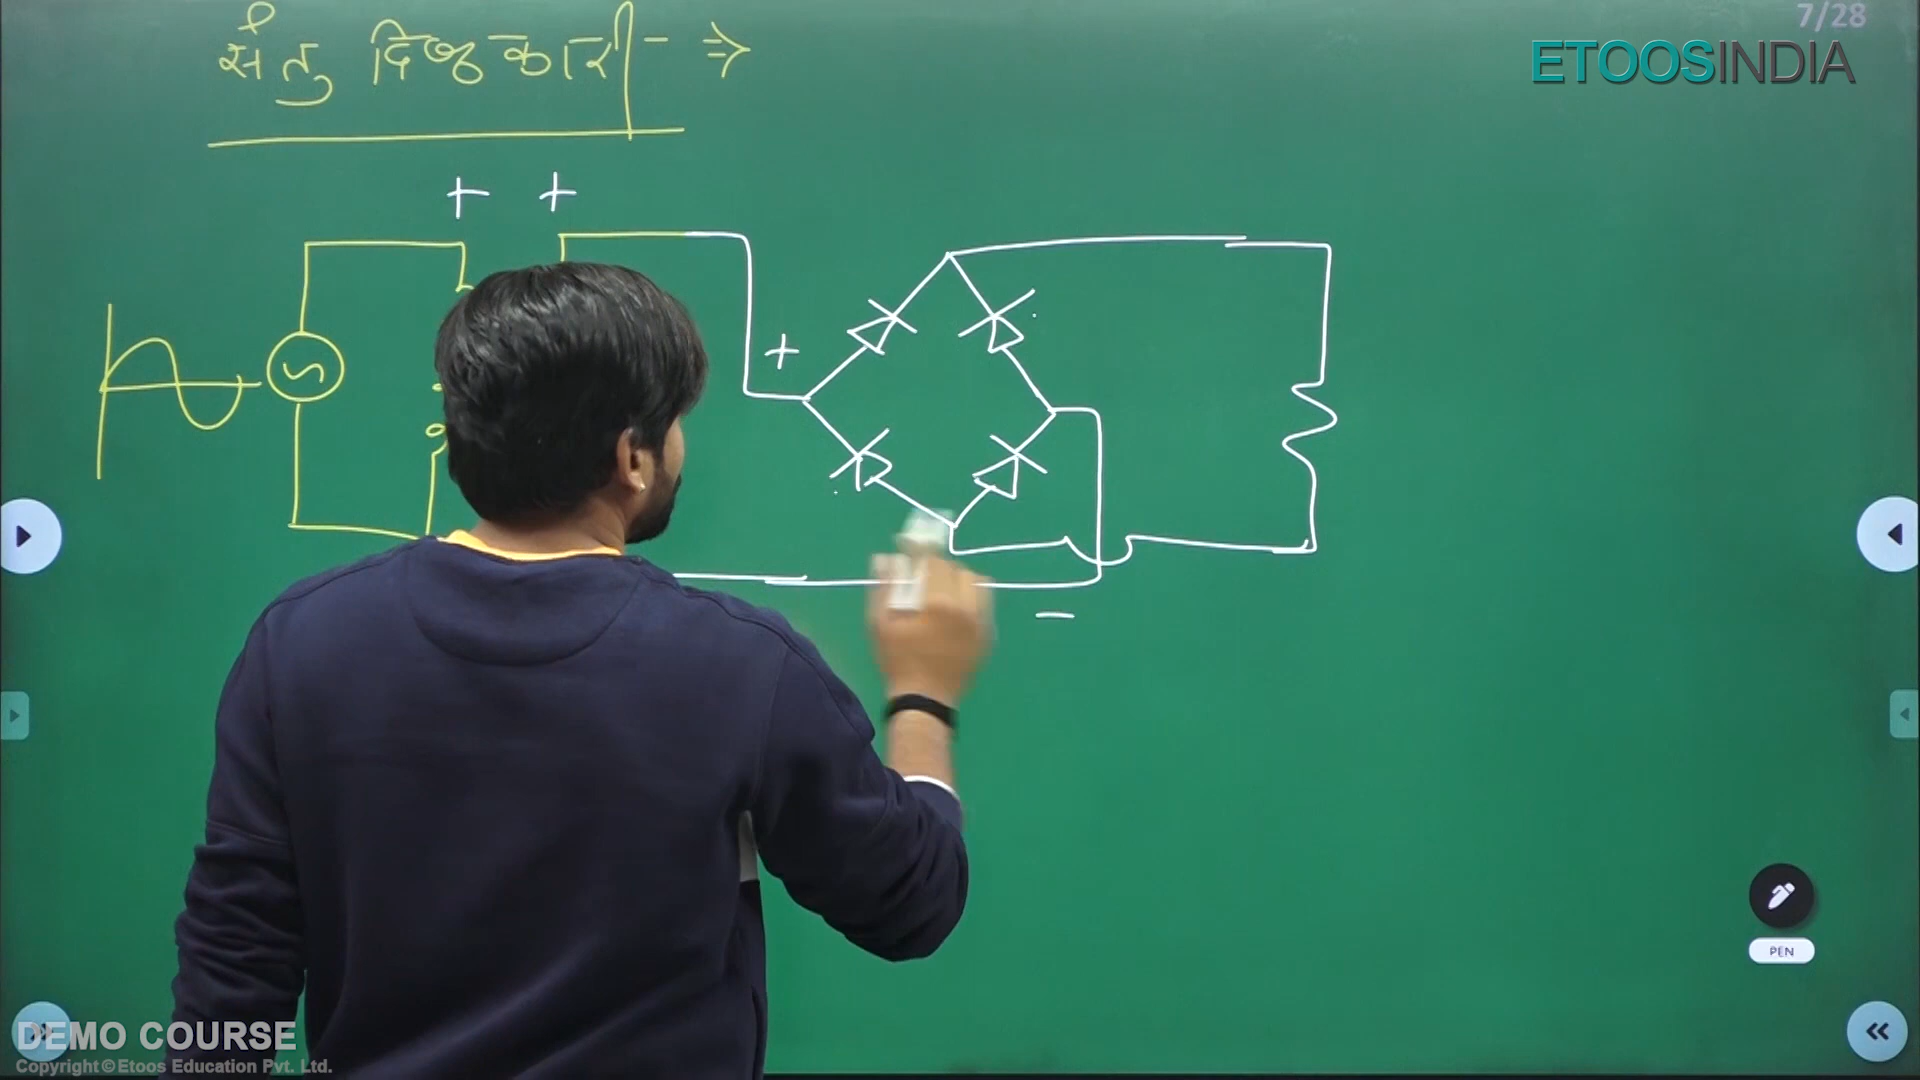 7/28
ETOOSINDIA
सेतु दिष्टकारी - ⇒
+ +
+
-
PEN
DEMO COURSE
Copyright©Etoos Education Pvt. Ltd.